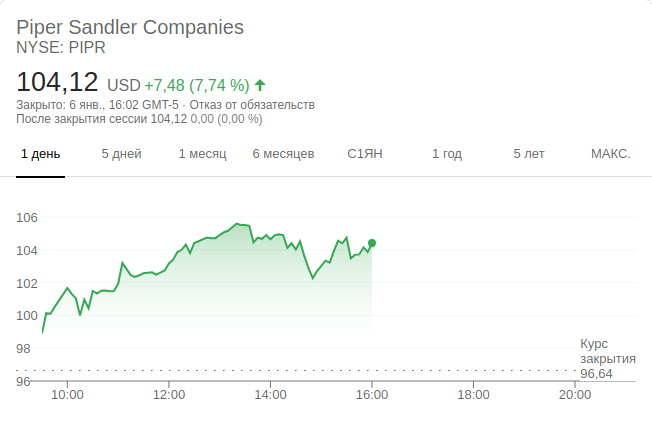 Piper Sandler Companies
NYSE: PIPR
104,12 USD +7,48 (7,74 %)
Закрыто: 6 янв., 16:02 GMT-5 · Отказ от обязательств
После закрытия сессии 104,12 0,00 (0,00 %)
1 день 5 дней 1 месяц 6 месяцев С1ЯН 1 год 5 лет МАКС.
106
104
102
100
98
Курс
закрытия
96,64
96
10:00 12:00 14:00 16:00 18:00 20:00